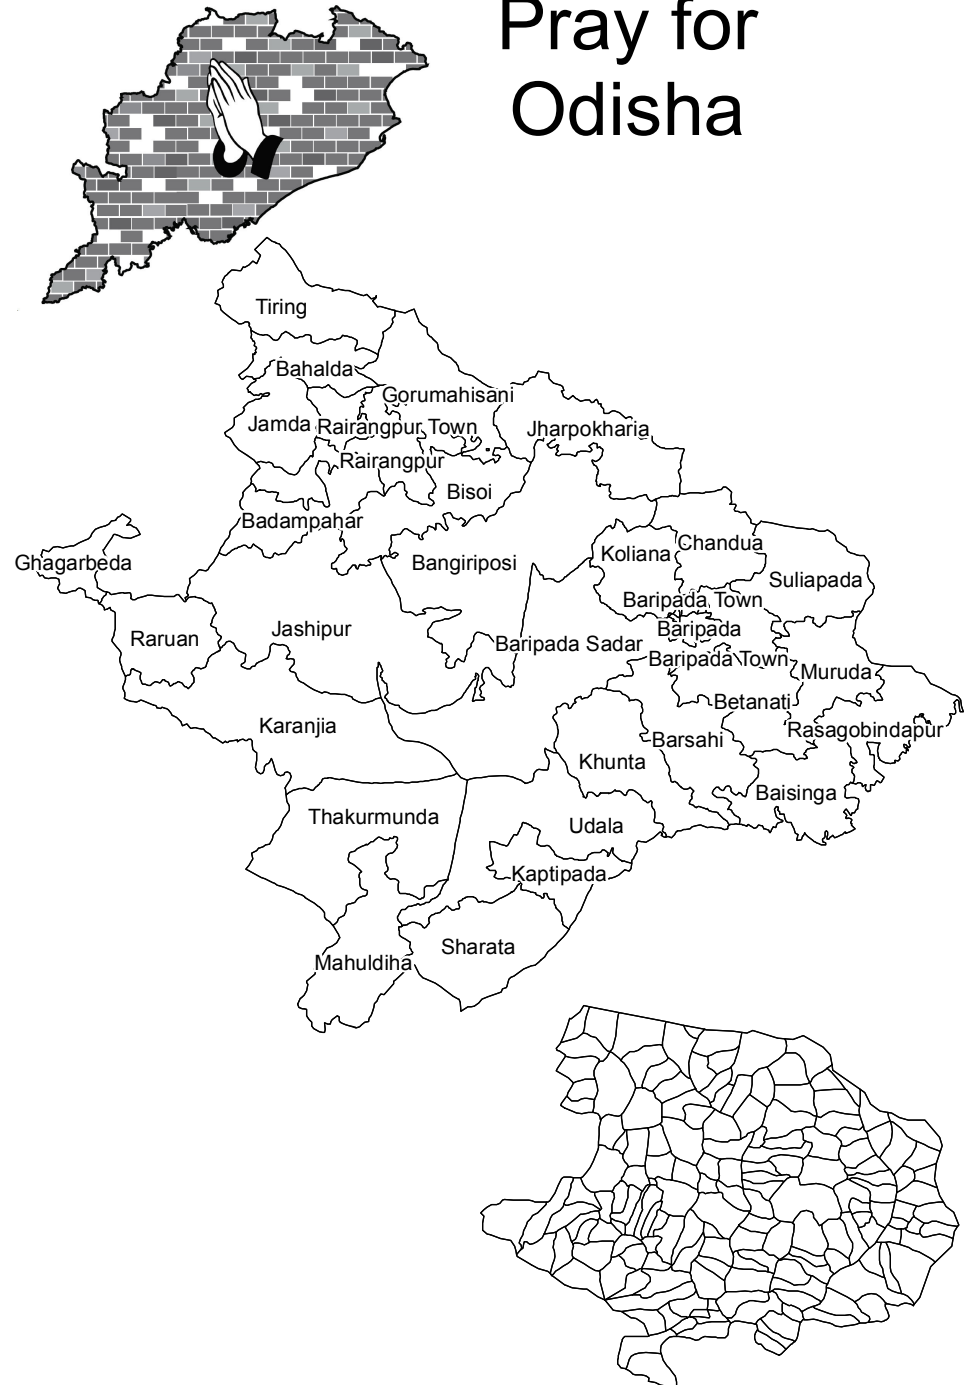 Pray for
Odisha
Tiring
Bahalda
Gorumahisani
Jamda
Rairangpur Town
Jharpokharia
Rairangpur
Bisoi
Badampahar
Ghagarbeda
Bangiriposi
Koliana
Chandua
Suliapada
Baripada Town
Raruan
Jashipur
Baripada Sadar
Baripada
Baripada Town
Muruda
Betanati
Karanjia
Barsahi
Rasagobindapur
Khunta
Baisinga
Thakurmunda
Udala
Kaptipada
Sharata
Mahuldiha